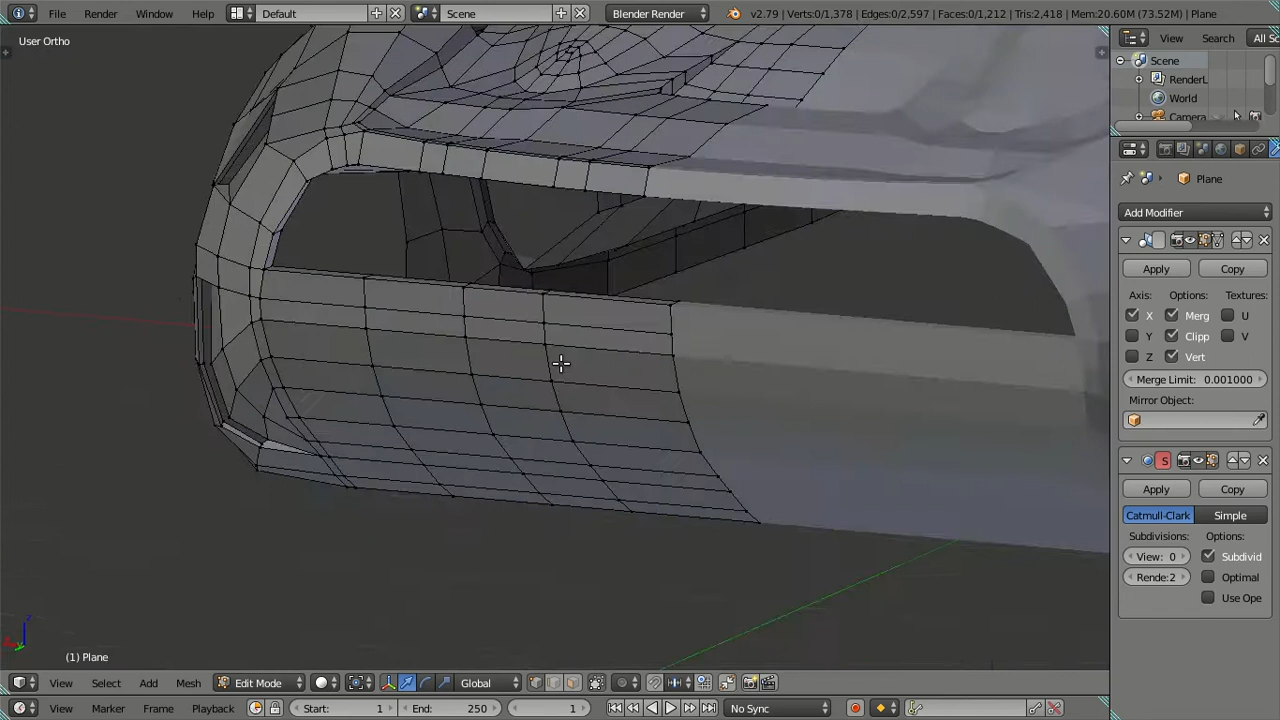 File Render Window Help Default Scene Blender Render v2.79 | Verts:0/1,378 | Edges:0/2,597 | Faces:0/1,212 | Tris:2,418 | Mem:20.60M (73.52M) | Plane
User Ortho
View Search All Sc
Scene
RenderL
World
Camera
Plane
Add Modifier
Apply Copy
Axis: Options: Textures:
X Merg U
Y Clipp V
Z Vert
Merge Limit: 0.001000
Mirror Object:
S
Apply Copy
Catmull-Clark Simple
Subdivisions: Options:
View: 0 Subdivid
Rende:2 Optimal
Use Ope
(1) Plane
View Select Add Mesh Edit Mode Global
View Marker Frame Playback Start: 1 End: 250 1 No Sync